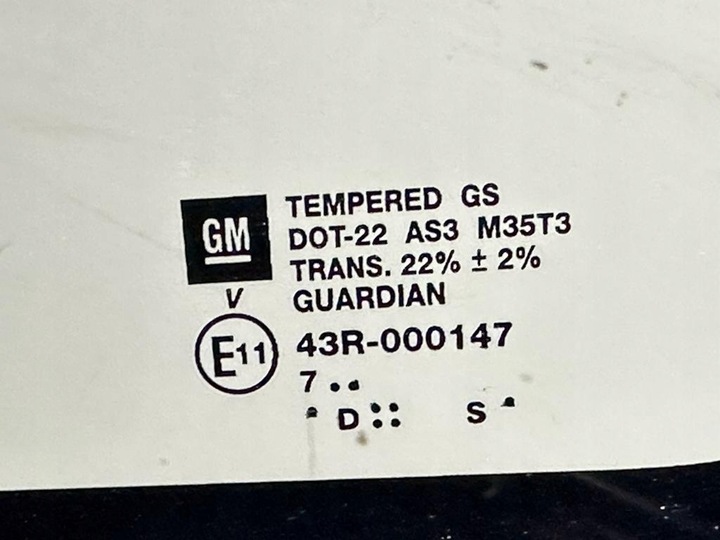 GM
TEMPERED GS
DOT-22 AS3 M35T3
TRANS. 22% ± 2%
V GUARDIAN
E11 43R-000147
7 ..
D :: S